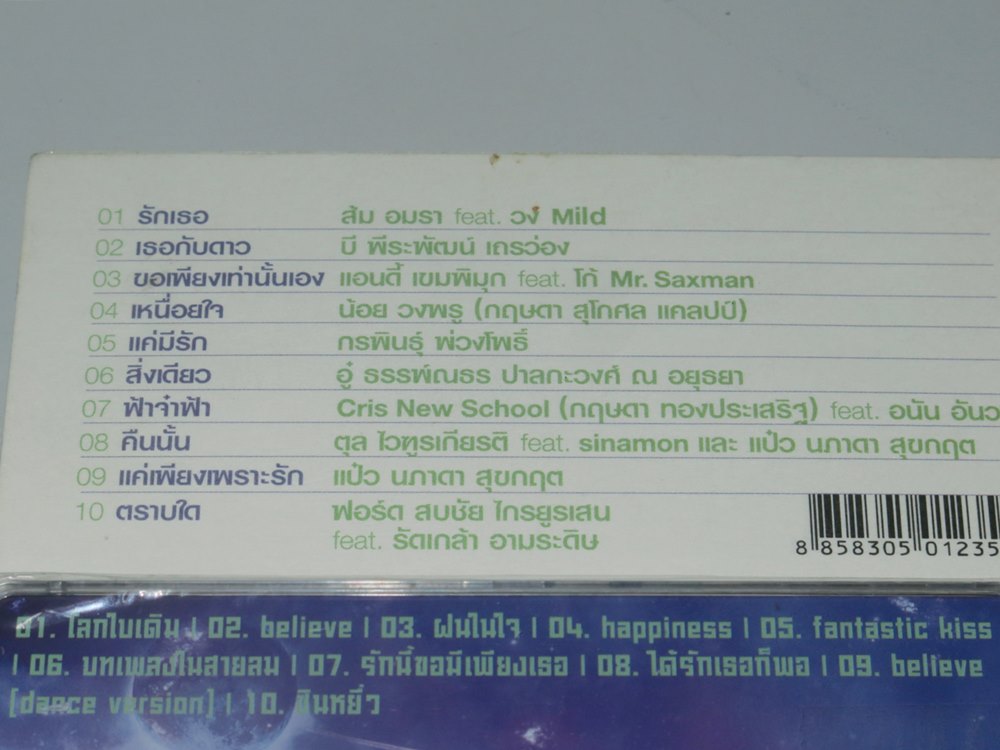 01 รักเธอ ส้ม อมรา feat. วง Mild
02 เธอกับดาว บี พีระพัฒน์ เถรว่อง
03 ขอเพียงเท่านั้นเอง แอนดี้ เขมพิมุก feat. โก้ Mr. Saxman
04 เหนื่อยใจ น้อย วงพรู (กฤษดา สุโกศล แคลปป์)
05 แค่มีรัก กรพินธุ์ พ่วงโพธิ์
06 สิ่งเดียว อู๋ ธรรพ์ณธร ปาลกะวงศ์ ณ อยุธยา
07 ฟ้าจ๋าฟ้า Cris New School (กฤษดา ทองประเสริฐ) feat. อนัน อันว
08 คืนนั้น ตุล ไวฑูรเกียรติ feat. sinamon และ แป๋ว นภาดา สุขกฤต
09 แค่เพียงเพราะรัก แป๋ว นภาดา สุขกฤต
10 ตราบใด ฟอร์ด สบชัย ไกรยูรเสน
feat. รัดเกล้า อามระดิษ
8 858305 01235
01. โลกใบเดิม | 02. believe | 03. ฝนในใจ | 04. happiness | 05. fantastic kiss
| 06. บทเพลงในสายลม | 07. รักนี้ขอมีเพียงเธอ | 08. ได้รักเธอก็พอ | 09. believe
[dance version] | 10. ขิมหยิ๋ว